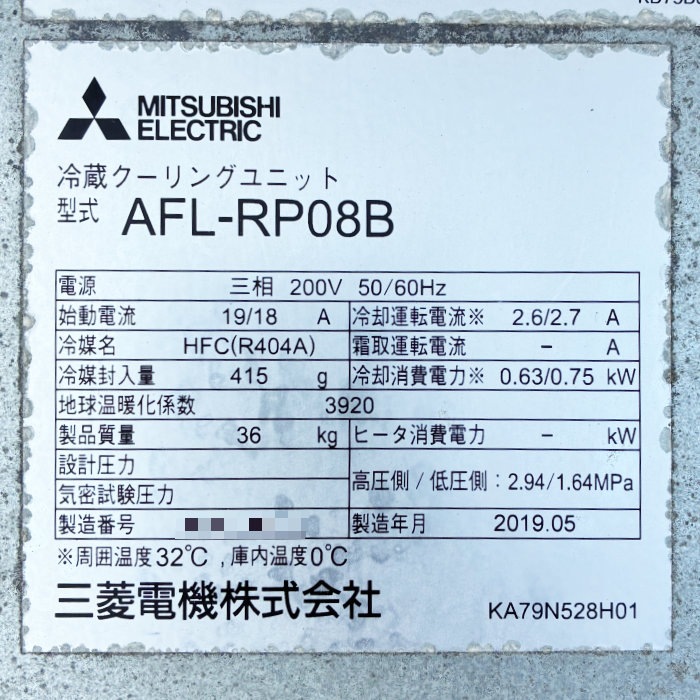 MITSUBISHI
ELECTRIC
冷蔵クーリングユニット
型式 AFL-RP08B
電源 三相 200V 50/60Hz
始動電流 19/18 A 冷却運転電流※ 2.6/2.7 A
冷媒名 HFC(R404A) 霜取運転電流 － A
冷媒封入量 415 g 冷却消費電力※ 0.63/0.75 kW
地球温暖化係数 3920
製品質量 36 kg ヒータ消費電力 － kW
設計圧力
気密試験圧力 高圧側 / 低圧側 : 2.94/1.64MPa
製造番号 製造年月 2019.05
※周囲温度32℃ ,庫内温度0℃
三菱電機株式会社 KA79N528H01